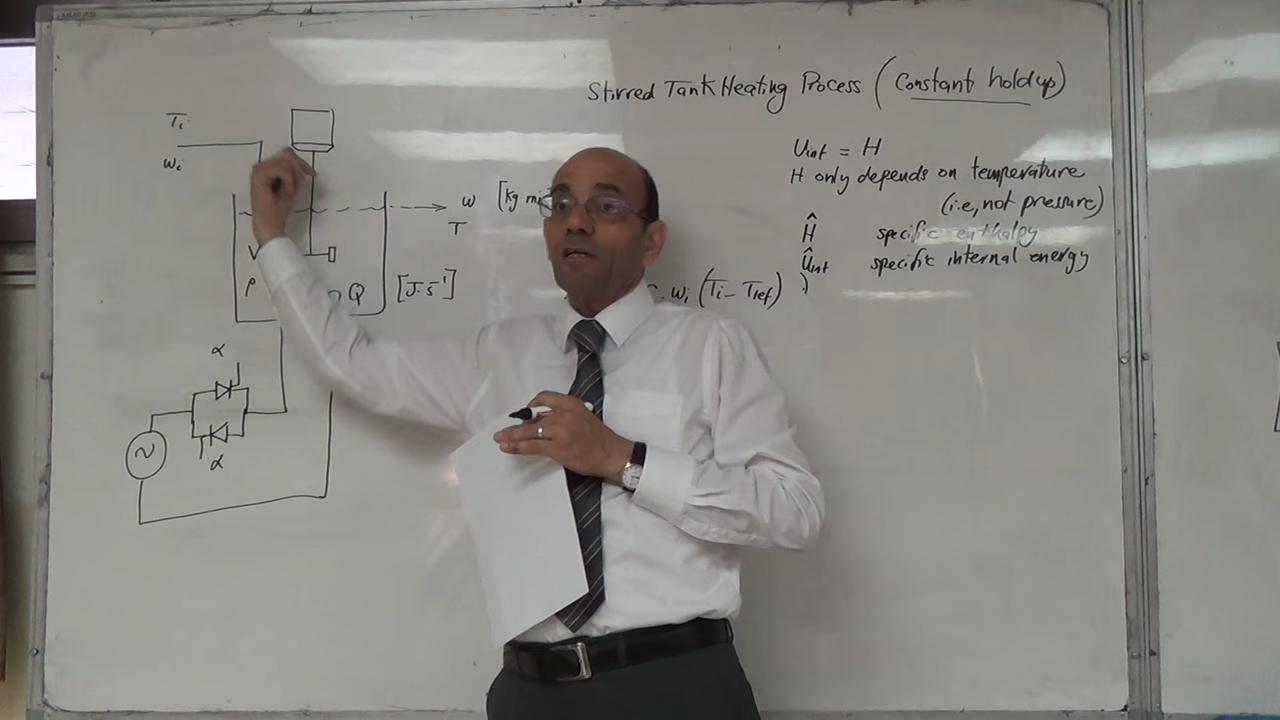 Stirred Tank Heating Process (Constant holdup)
Ti
wi
w [kg mi
T
V
ρ
Q [J.s⁻¹]
α
α
~
Uint = H
H only depends on temperature
(i.e, not pressure)
Ĥ specific enthalpy
Ûint specific internal energy
C. wi (Ti - Tref)